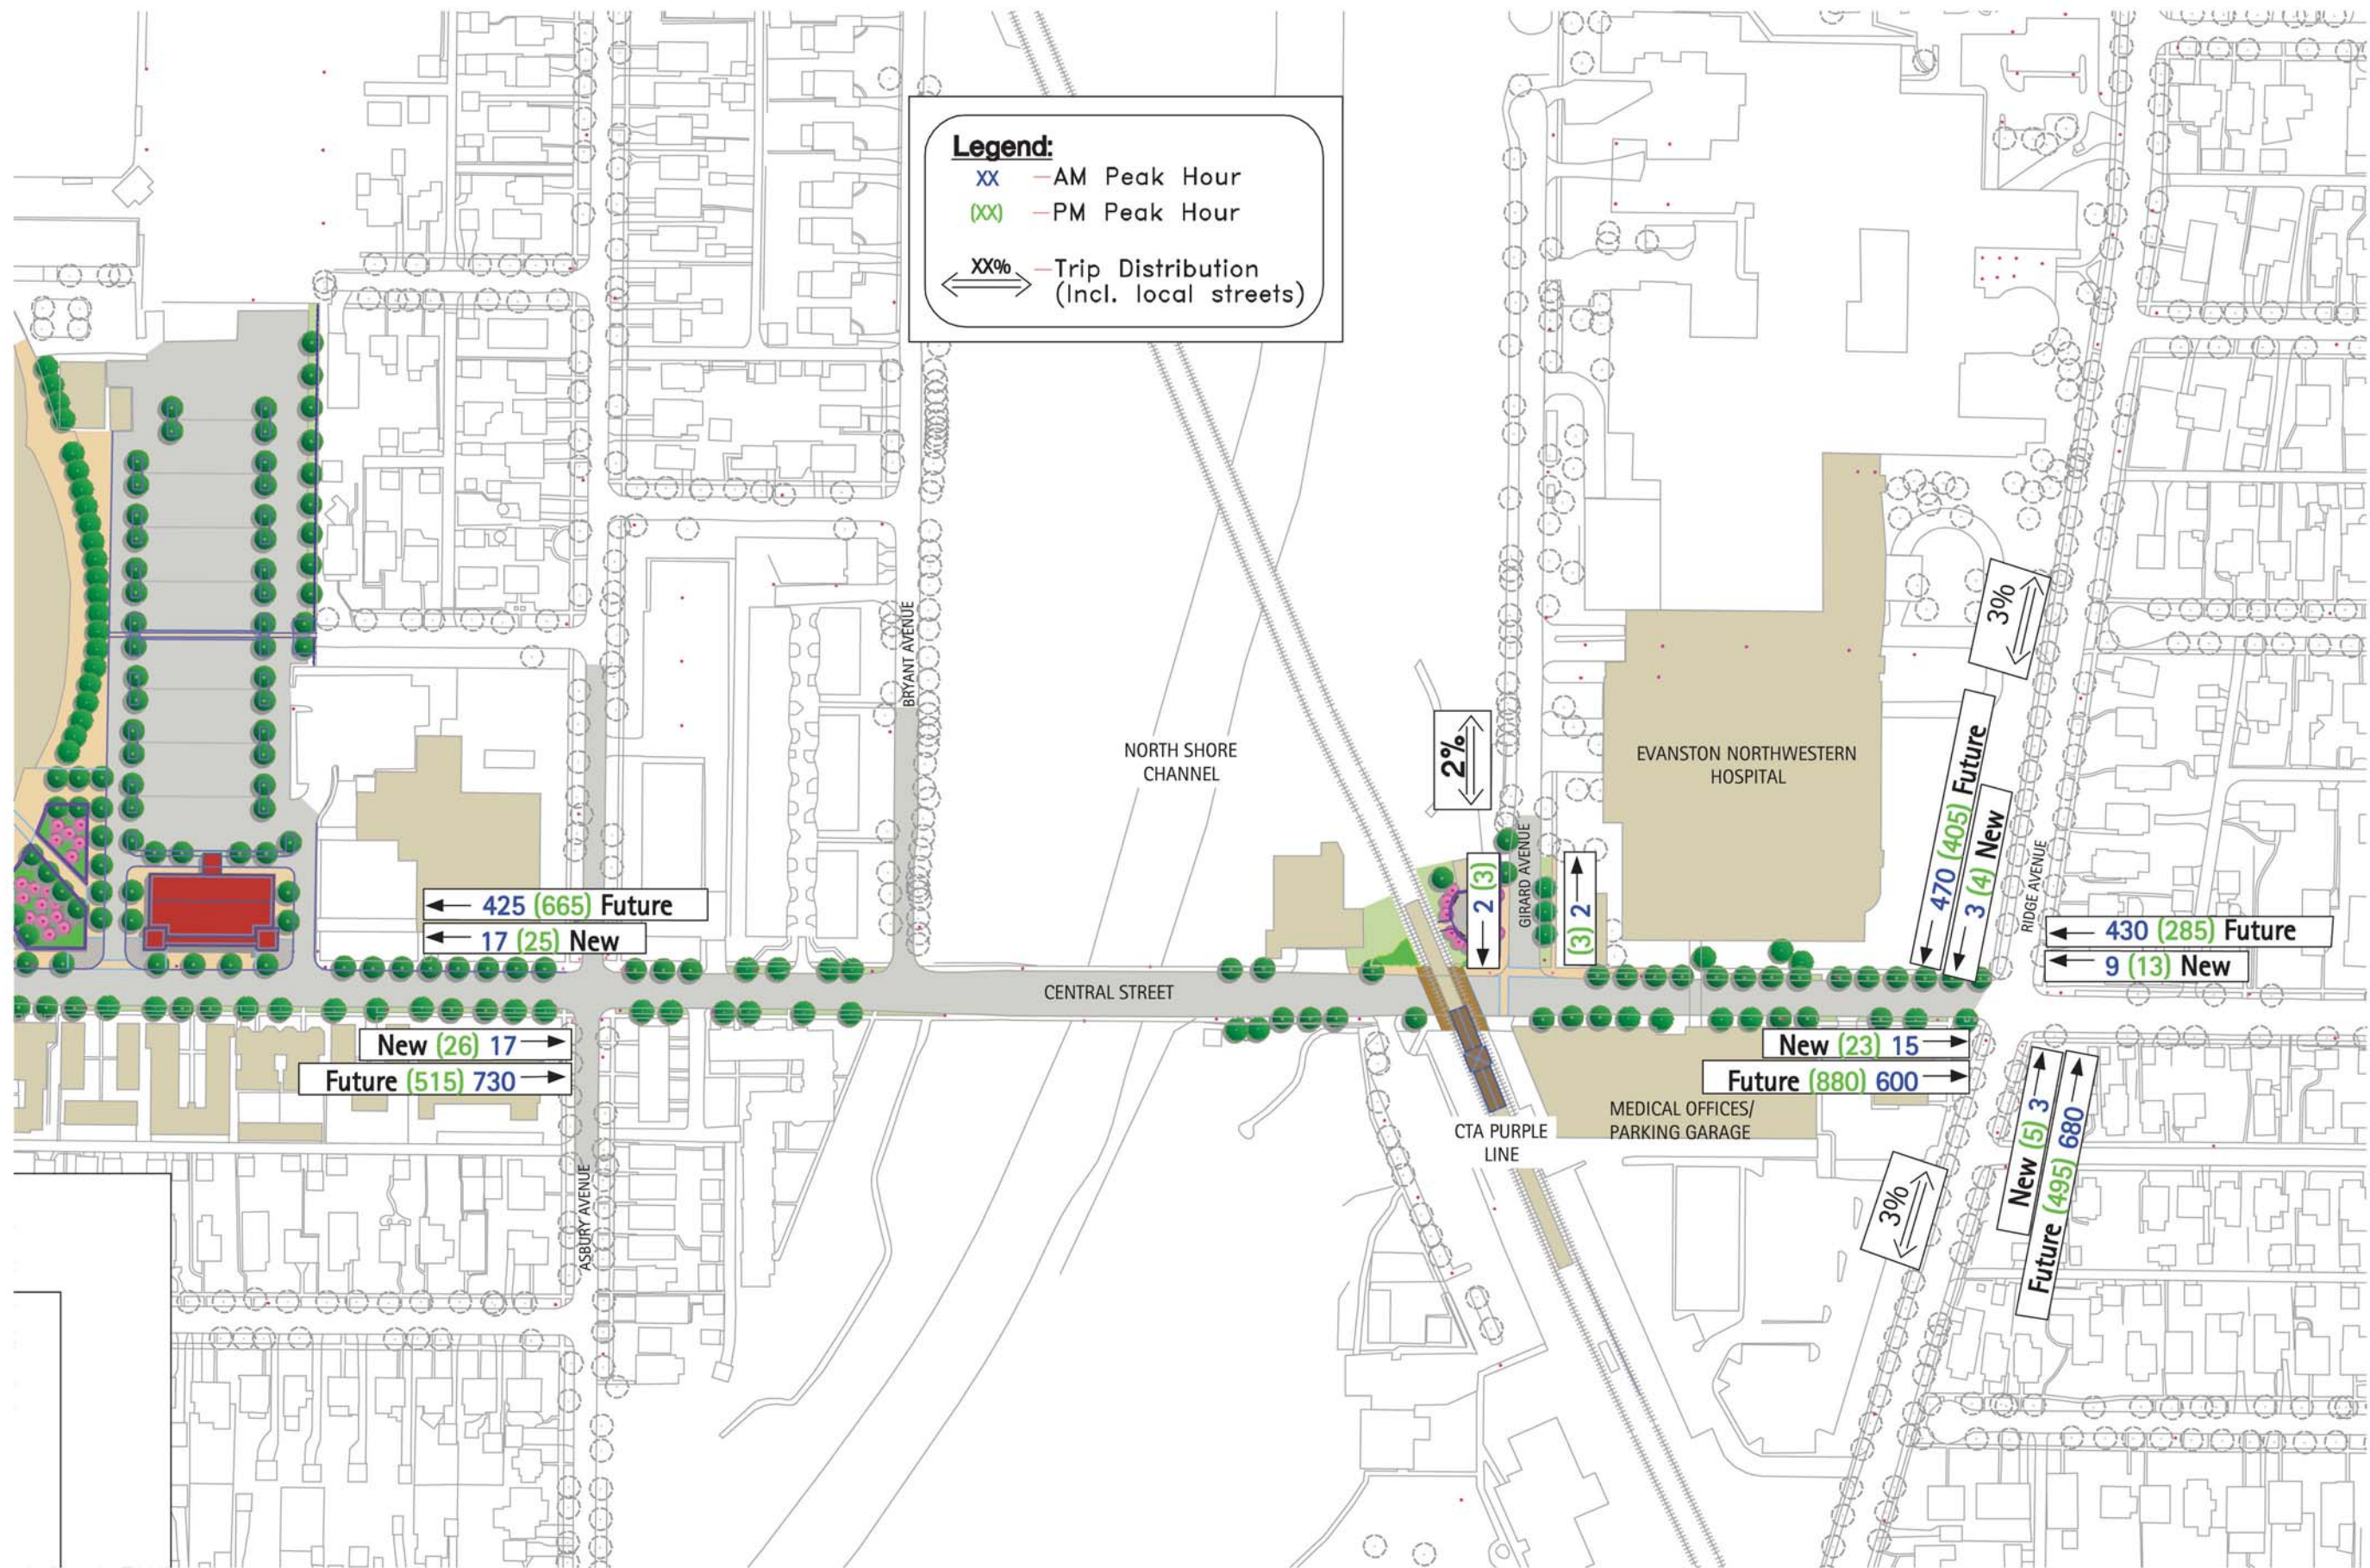 Legend:
XX — AM Peak Hour
(XX) — PM Peak Hour
XX% — Trip Distribution
(Incl. local streets)
BRYANT AVENUE
NORTH SHORE
CHANNEL
EVANSTON NORTHWESTERN
HOSPITAL
3%
2%
470 (405) Future
3 (4) New
RIDGE AVENUE
GIRARD AVENUE
2 (3)
(3) 2
425 (665) Future
17 (25) New
430 (285) Future
9 (13) New
CENTRAL STREET
New (26) 17
Future (515) 730
New (23) 15
Future (880) 600
MEDICAL OFFICES/
PARKING GARAGE
CTA PURPLE
LINE
New (5) 3
Future (495) 680
3%
ASBURY AVENUE